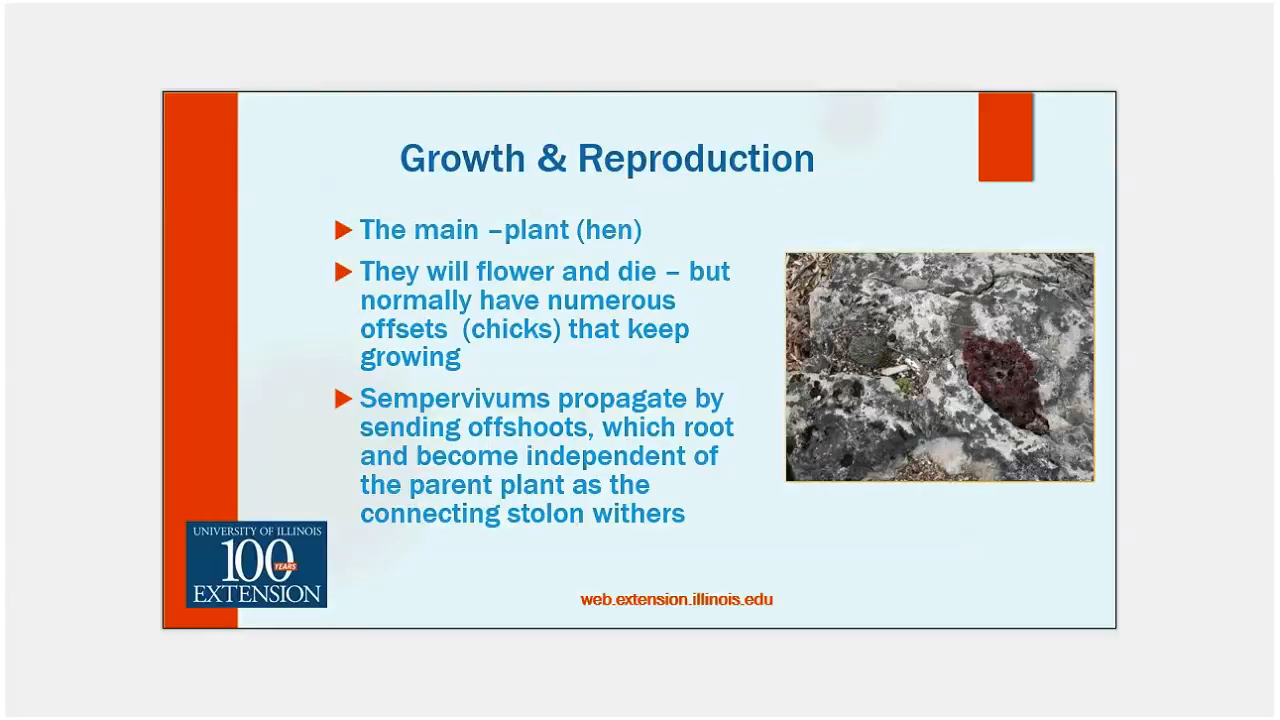 Growth & Reproduction
The main –plant (hen)
They will flower and die – but
normally have numerous
offsets (chicks) that keep
growing
Sempervivums propagate by
sending offshoots, which root
and become independent of
the parent plant as the
connecting stolon withers
UNIVERSITY OF ILLINOIS
100 YEARS
EXTENSION
web.extension.illinois.edu